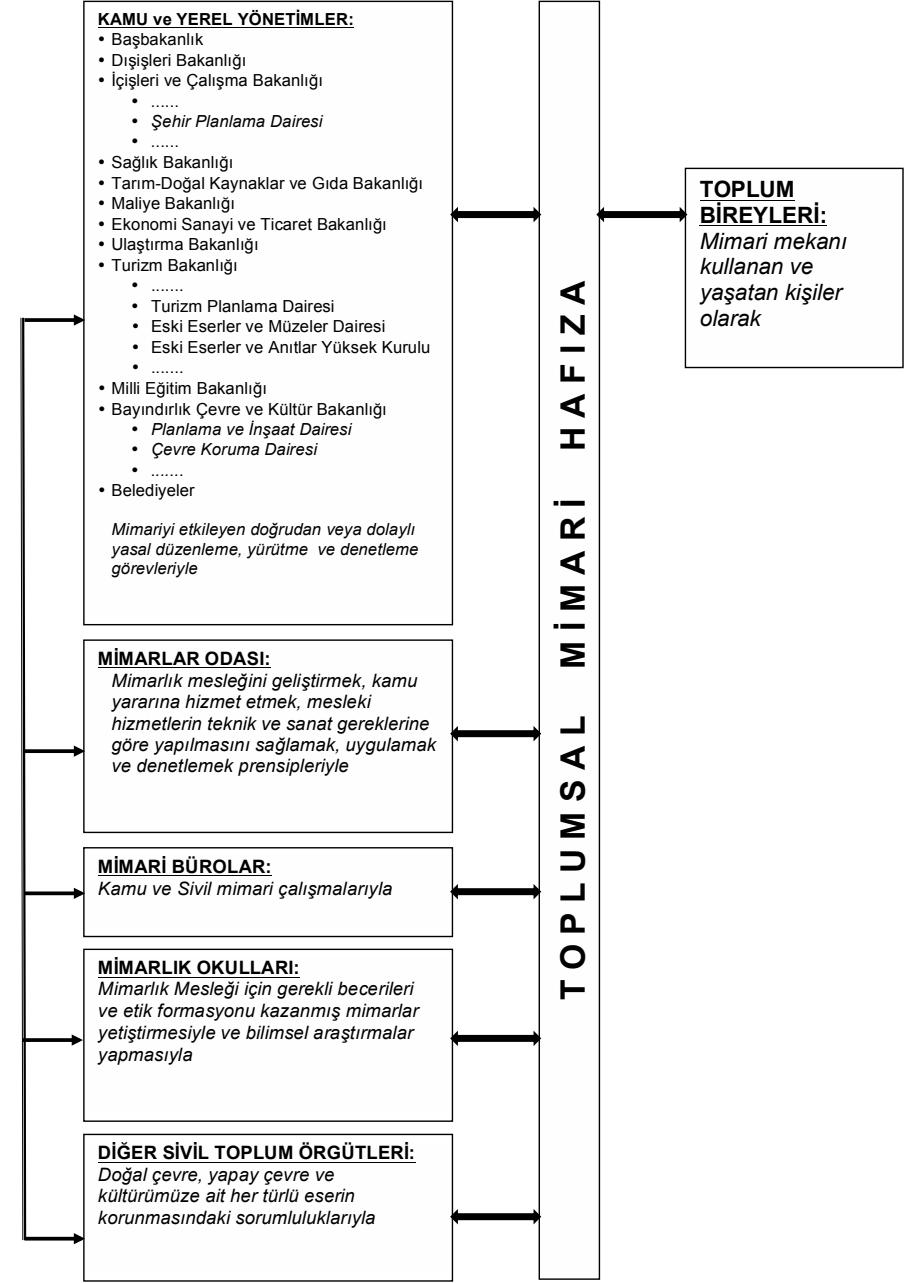 KAMU ve YEREL YÖNETİMLER:
• Başbakanlık
• Dışişleri Bakanlığı
• İçişleri ve Çalışma Bakanlığı
• ......
• Şehir Planlama Dairesi
• ......
• Sağlık Bakanlığı
• Tarım-Doğal Kaynaklar ve Gıda Bakanlığı
• Maliye Bakanlığı
• Ekonomi Sanayi ve Ticaret Bakanlığı
• Ulaştırma Bakanlığı
• Turizm Bakanlığı
• .......
• Turizm Planlama Dairesi
• Eski Eserler ve Müzeler Dairesi
• Eski Eserler ve Anıtlar Yüksek Kurulu
• .......
• Milli Eğitim Bakanlığı
• Bayındırlık Çevre ve Kültür Bakanlığı
• Planlama ve İnşaat Dairesi
• Çevre Koruma Dairesi
• .......
• Belediyeler
Mimariyi etkileyen doğrudan veya dolaylı
yasal düzenleme, yürütme ve denetleme
görevleriyle
MİMARLAR ODASI:
Mimarlık mesleğini geliştirmek, kamu
yararına hizmet etmek, mesleki
hizmetlerin teknik ve sanat gereklerine
göre yapılmasını sağlamak, uygulamak
ve denetlemek prensipleriyle
MİMARİ BÜROLAR:
Kamu ve Sivil mimari çalışmalarıyla
MİMARLIK OKULLARI:
Mimarlık Mesleği için gerekli becerileri
ve etik formasyonu kazanmış mimarlar
yetiştirmesiyle ve bilimsel araştırmalar
yapmasıyla
DİĞER SİVİL TOPLUM ÖRGÜTLERİ:
Doğal çevre, yapay çevre ve
kültürümüze ait her türlü eserin
korunmasındaki sorumluluklarıyla
TOPLUMSAL MİMARİ HAFIZA
TOPLUM
BİREYLERİ:
Mimari mekanı
kullanan ve
yaşatan kişiler
olarak